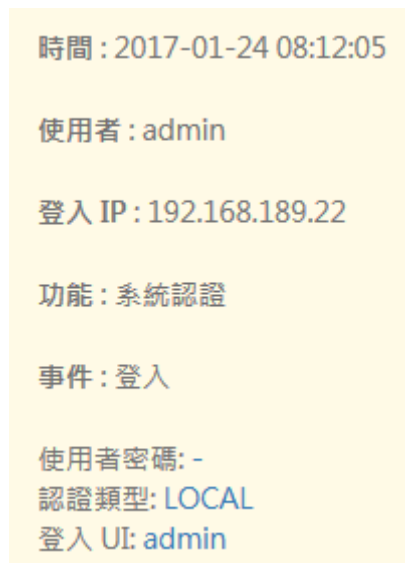 時間 : 2017-01-24 08:12:05
使用者 : admin
登入 IP : 192.168.189.22
功能 : 系統認證
事件 : 登入
使用者密碼: -
認證類型: LOCAL
登入 UI: admin